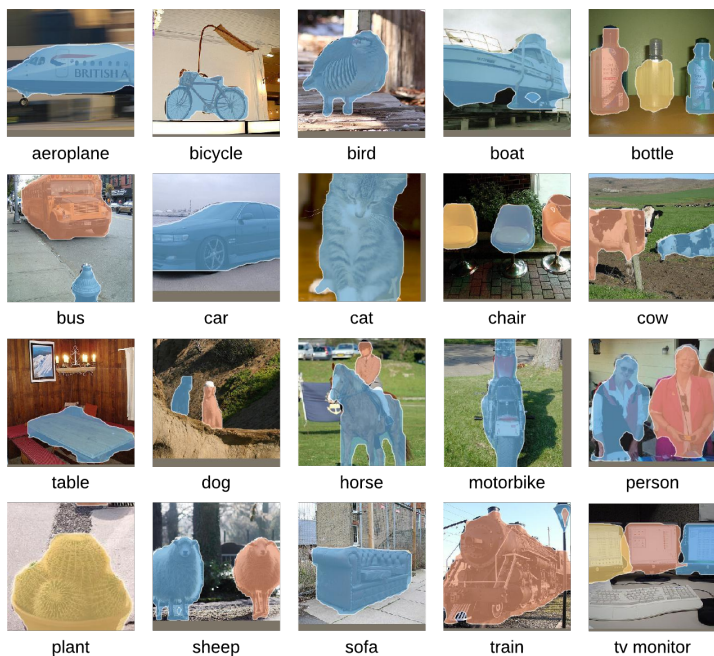 BRITISH A
aeroplane
bicycle
bird
boat
bottle
bus
car
cat
chair
cow
table
dog
horse
motorbike
person
plant
sheep
sofa
train
tv monitor